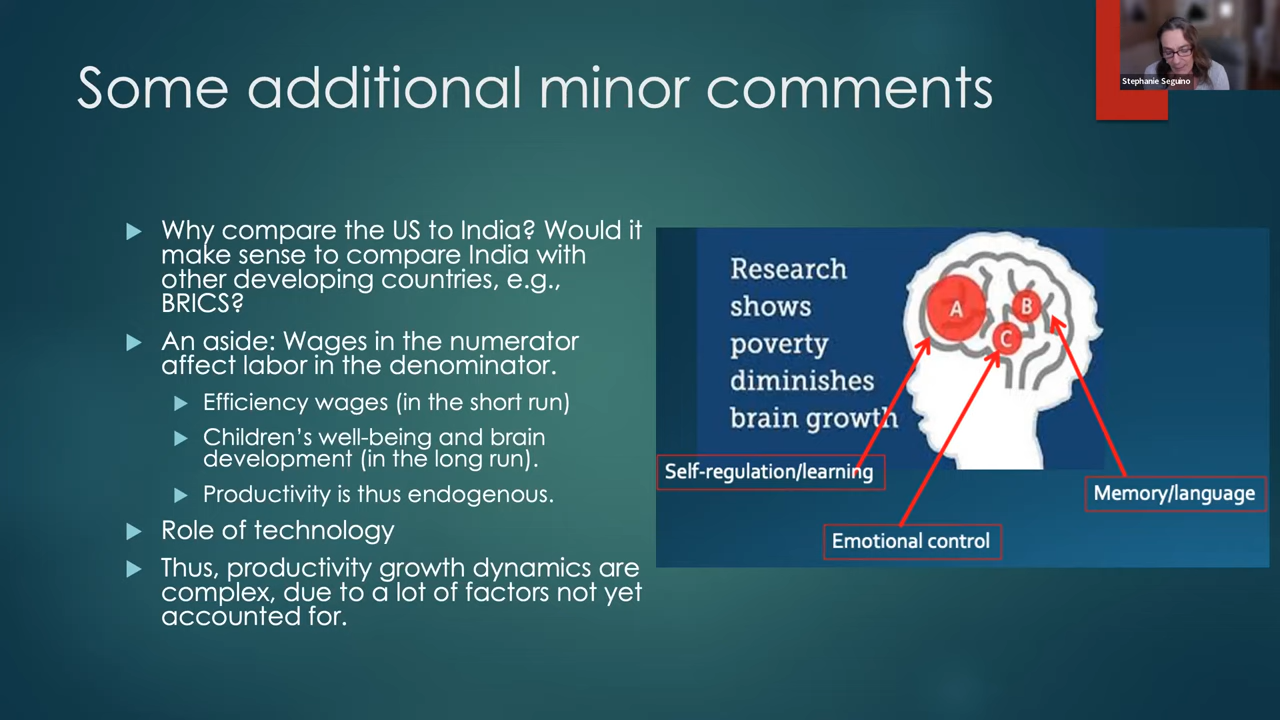 Some additional minor comments
Stephanie Seguino
Why compare the US to India? Would it
make sense to compare India with
other developing countries, e.g.,
BRICS?
An aside: Wages in the numerator
affect labor in the denominator.
Efficiency wages (in the short run)
Children’s well-being and brain
development (in the long run).
Productivity is thus endogenous.
Role of technology
Thus, productivity growth dynamics are
complex, due to a lot of factors not yet
accounted for.
Research
shows
poverty
diminishes
brain growth
A
B
C
Self-regulation/learning
Memory/language
Emotional control